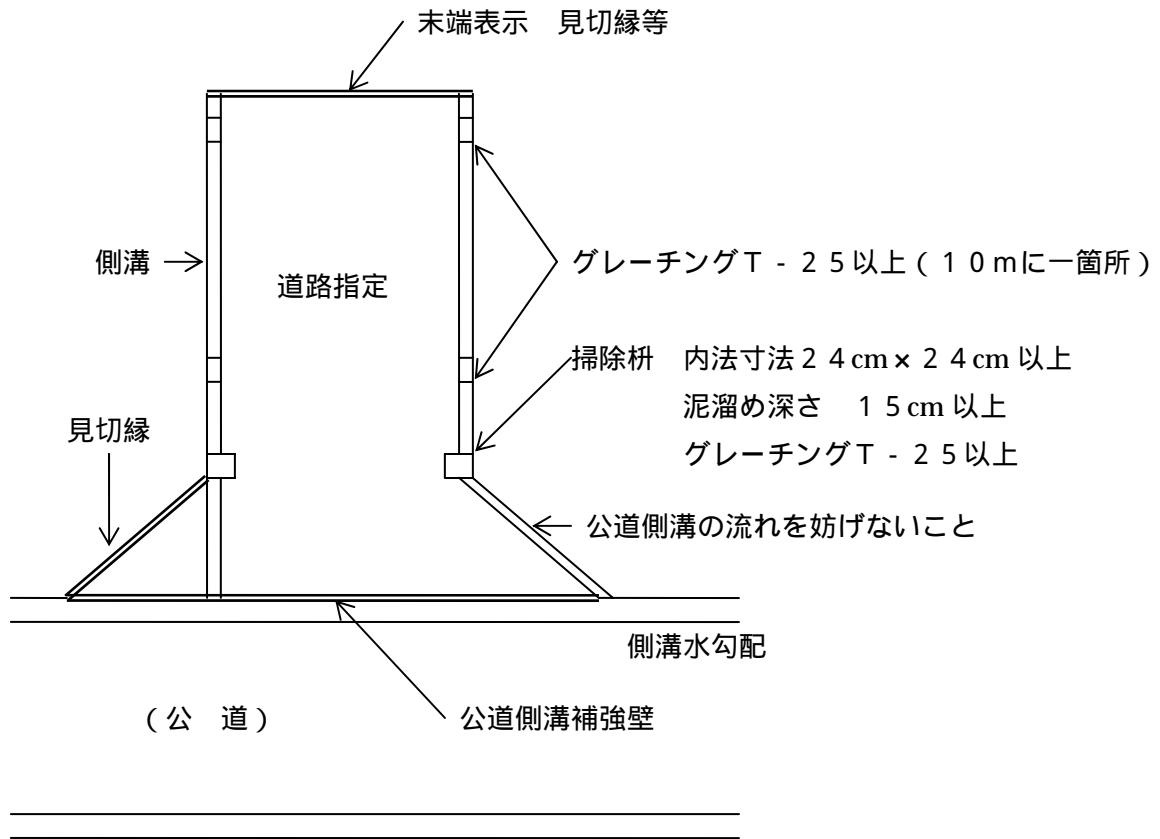 末端表示　見切縁等
側溝
道路指定
グレーチングＴ‐２５以上（１０ｍに一箇所）
掃除枡　内法寸法２４cm×２４cm 以上
泥溜め深さ　１５cm 以上
グレーチングＴ‐２５以上
見切縁
公道側溝の流れを妨げないこと
側溝水勾配
（公　道）
公道側溝補強壁